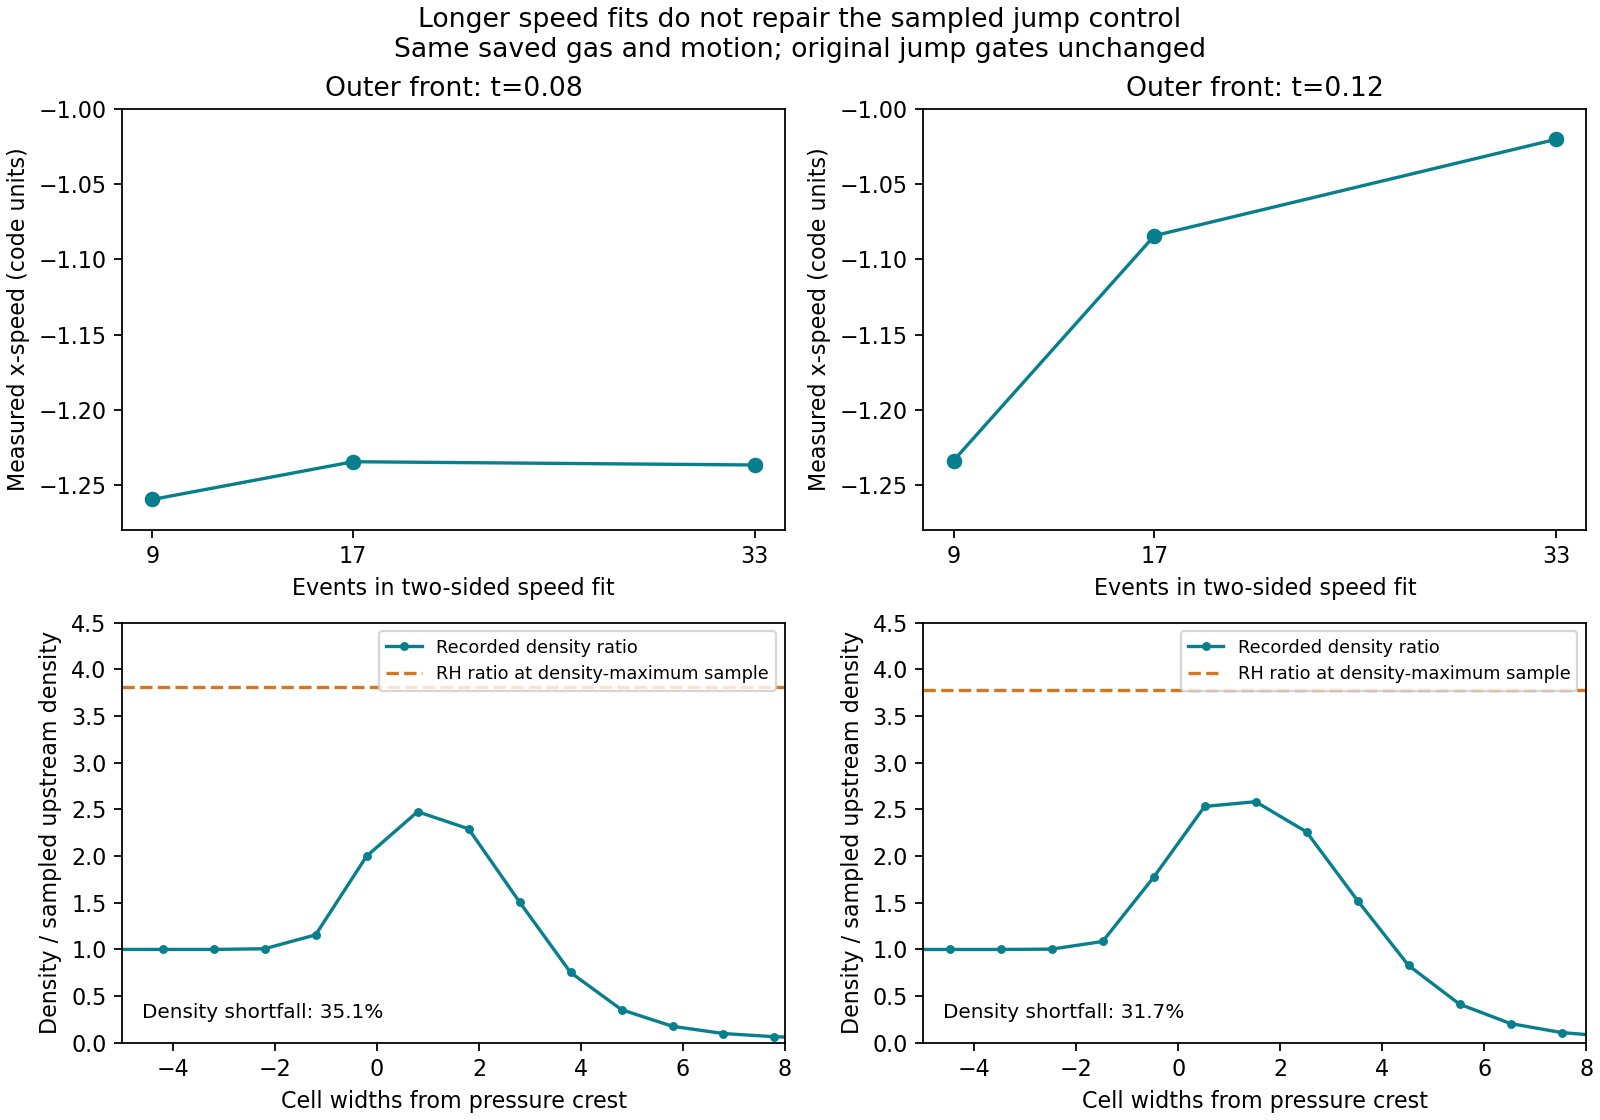 Longer speed fits do not repair the sampled jump control
Same saved gas and motion; original jump gates unchanged
Outer front: t=0.08
Measured x-speed (code units)
−1.00
−1.05
−1.10
−1.15
−1.20
−1.25
9 17 33
Events in two-sided speed fit
Outer front: t=0.12
Measured x-speed (code units)
−1.00
−1.05
−1.10
−1.15
−1.20
−1.25
9 17 33
Events in two-sided speed fit
Density / sampled upstream density
4.5
4.0
3.5
3.0
2.5
2.0
1.5
1.0
0.5
0.0
Recorded density ratio
RH ratio at density-maximum sample
Density shortfall: 35.1%
−4 −2 0 2 4 6 8
Cell widths from pressure crest
Density / sampled upstream density
4.5
4.0
3.5
3.0
2.5
2.0
1.5
1.0
0.5
0.0
Recorded density ratio
RH ratio at density-maximum sample
Density shortfall: 31.7%
−4 −2 0 2 4 6 8
Cell widths from pressure crest